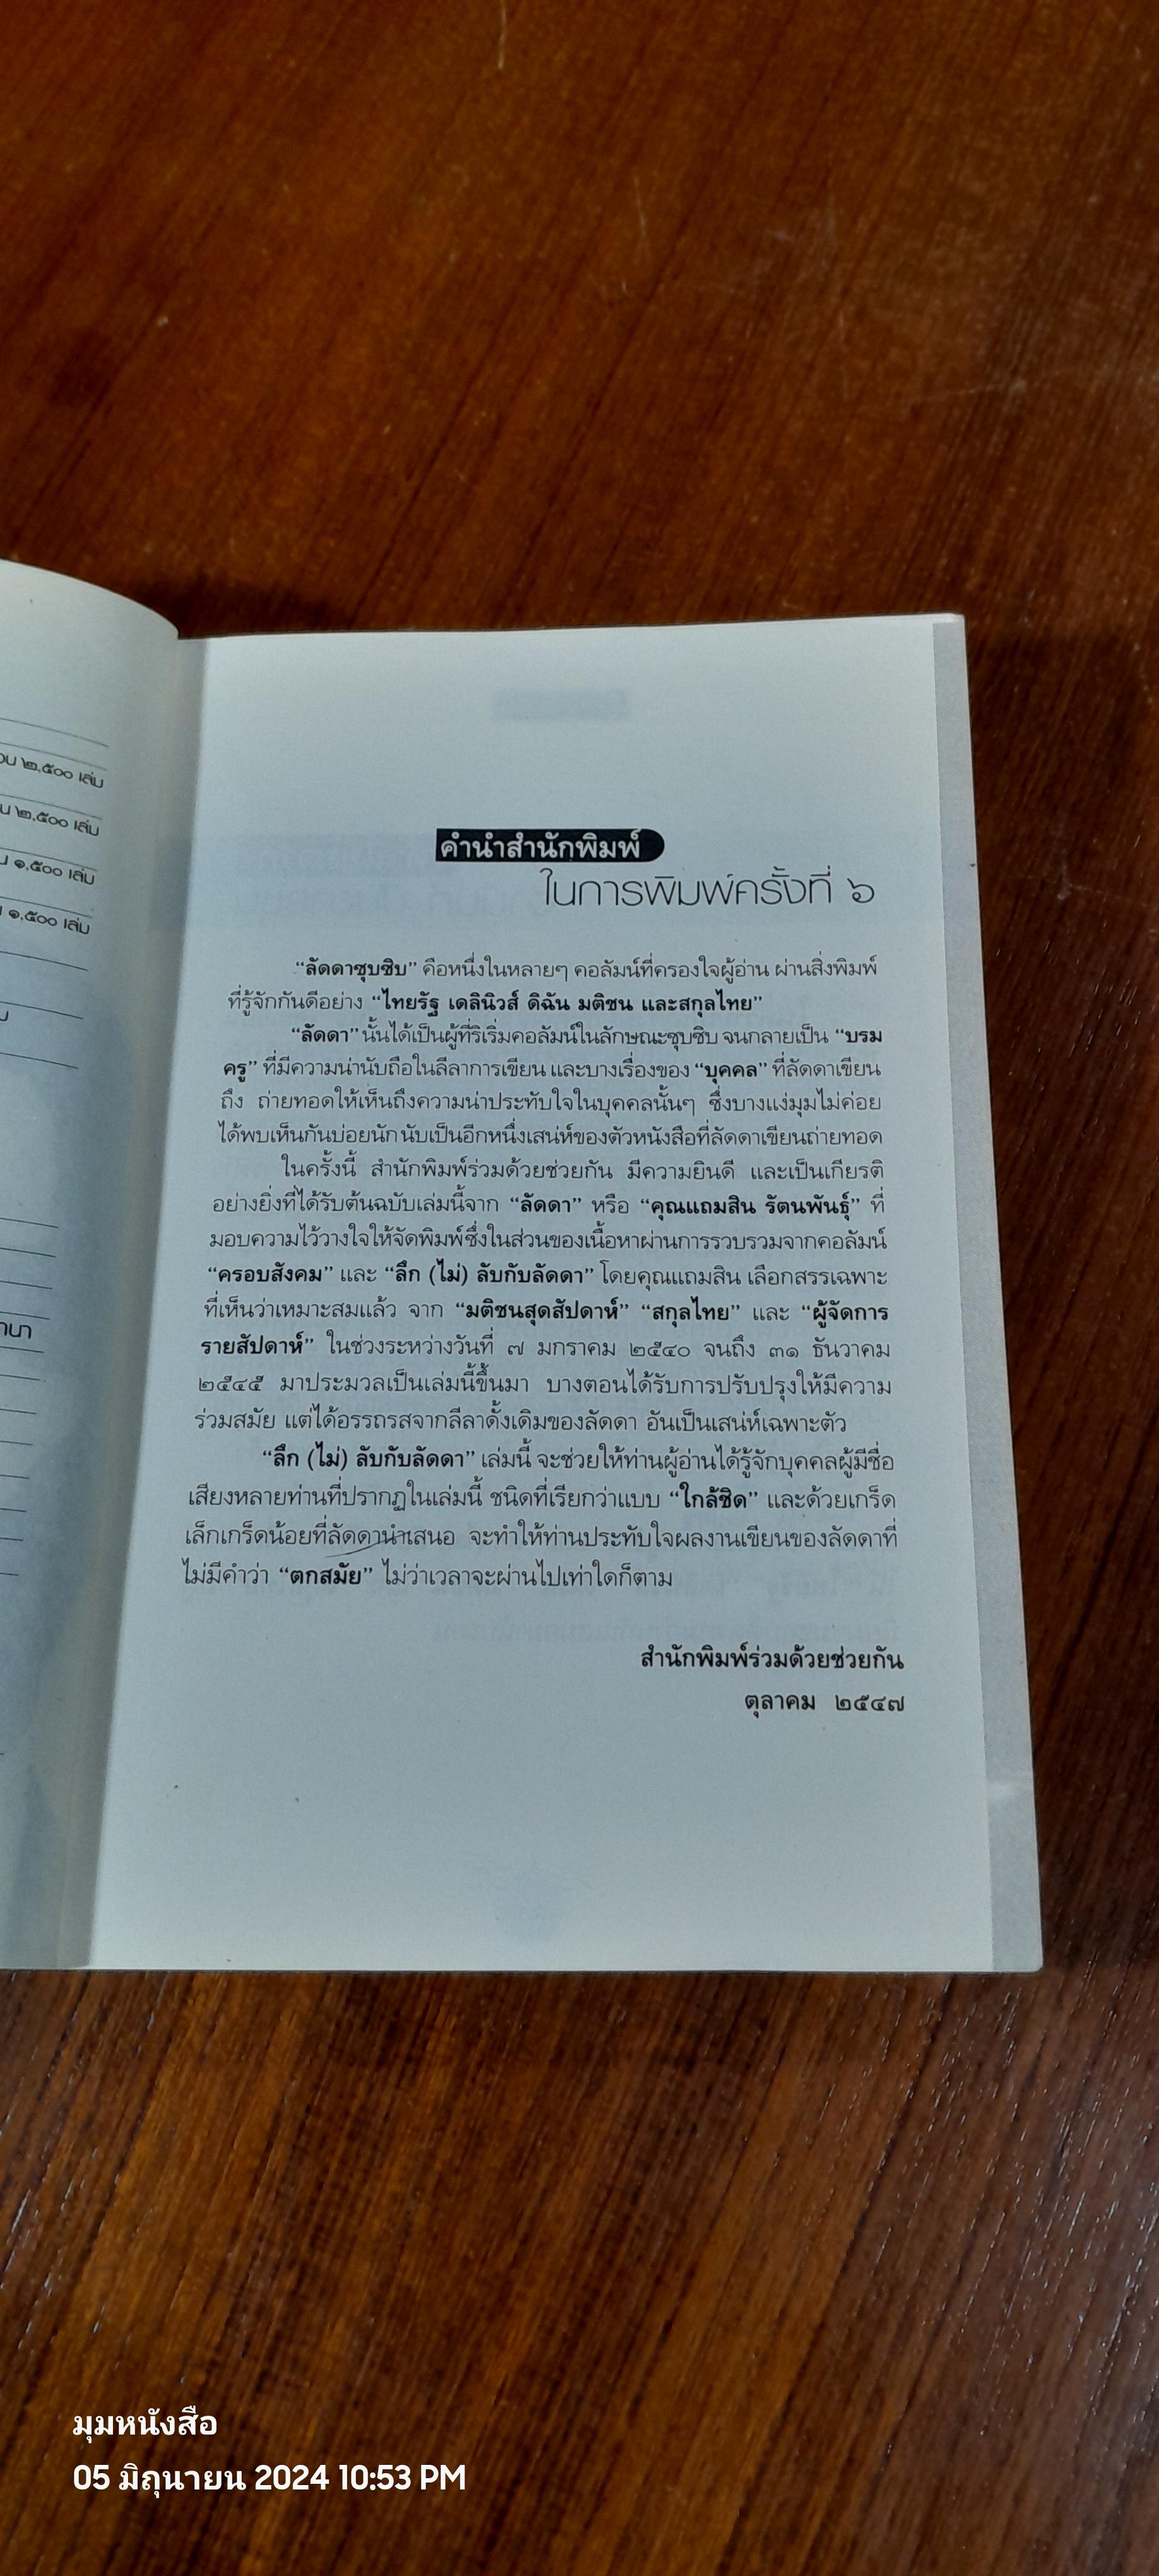 ๒,๕๐๐ เล่ม
๒,๕๐๐ เล่ม
๑,๕๐๐ เล่ม
๑,๕๐๐ เล่ม
คำนำสำนักพิมพ์
ในการพิมพ์ครั้งที่ ๖
“ลัดดาซุบซิบ” คือหนึ่งในหลายๆ คอลัมน์ที่ครองใจผู้อ่าน ผ่านสิ่งพิมพ์
ที่รู้จักกันดีอย่าง “ไทยรัฐ เดลินิวส์ ดิฉัน มติชน และสกุลไทย”
“ลัดดา” นั้นได้เป็นผู้ที่ริเริ่มคอลัมน์ในลักษณะซุบซิบ จนกลายเป็น “บรม
ครู” ที่มีความน่านับถือในลีลาการเขียน และบางเรื่องของ “บุคคล” ที่ลัดดาเขียน
ถึง ถ่ายทอดให้เห็นถึงความน่าประทับใจในบุคคลนั้นๆ ซึ่งบางแง่มุมไม่ค่อย
ได้พบเห็นกันบ่อยนัก นับเป็นอีกหนึ่งเสน่ห์ของตัวหนังสือที่ลัดดาเขียนถ่ายทอด
ในครั้งนี้ สำนักพิมพ์ร่วมด้วยช่วยกัน มีความยินดี และเป็นเกียรติ
อย่างยิ่งที่ได้รับต้นฉบับเล่มนี้จาก “ลัดดา” หรือ “คุณแถมสิน รัตนพันธุ์” ที่
มอบความไว้วางใจให้จัดพิมพ์ซึ่งในส่วนของเนื้อหาผ่านการรวบรวมจากคอลัมน์
“ครอบสังคม” และ “ลึก (ไม่) ลับกับลัดดา” โดยคุณแถมสิน เลือกสรรเฉพาะ
ที่เห็นว่าเหมาะสมแล้ว จาก “มติชนสุดสัปดาห์” “สกุลไทย” และ “ผู้จัดการ
รายสัปดาห์” ในช่วงระหว่างวันที่ ๗ มกราคม ๒๕๔๐ จนถึง ๓๑ ธันวาคม
๒๕๔๕ มาประมวลเป็นเล่มนี้ขึ้นมา บางตอนได้รับการปรับปรุงให้มีความ
ร่วมสมัย แต่ได้อรรถรสจากลีลาดั้งเดิมของลัดดา อันเป็นเสน่ห์เฉพาะตัว
“ลึก (ไม่) ลับกับลัดดา” เล่มนี้ จะช่วยให้ท่านผู้อ่านได้รู้จักบุคคลผู้มีชื่อ
เสียงหลายท่านที่ปรากฏในเล่มนี้ ชนิดที่เรียกว่าแบบ “ใกล้ชิด” และด้วยเกร็ด
เล็กเกร็ดน้อยที่ลัดดานำเสนอ จะทำให้ท่านประทับใจผลงานเขียนของลัดดาที่
ไม่มีคำว่า “ตกสมัย” ไม่ว่าเวลาจะผ่านไปเท่าใดก็ตาม
สำนักพิมพ์ร่วมด้วยช่วยกัน
ตุลาคม ๒๕๔๗
มุมหนังสือ
05 มิถุนายน 2024 10:53 PM